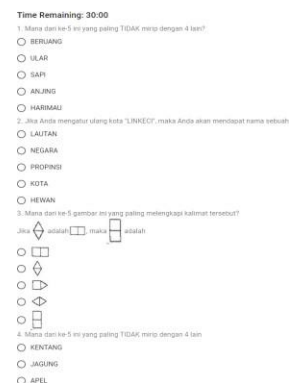 Time Remaining: 30:00
1. Mana dari ke-5 ini yang paling TIDAK mirip dengan 4 lain?
BERUANG
ULAR
SAPI
ANJING
HARIMAU
2. Jika Anda mengatur ulang kota "LINKECI", maka Anda akan mendapat nama sebuah
LAUTAN
NEGARA
PROPINSI
KOTA
HEWAN
3. Mana dari ke-5 gambar ini yang paling melengkapi kalimat tersebut?
Jika adalah , maka adalah
4. Mana dari ke-5 ini yang paling TIDAK mirip dengan 4 lain
KENTANG
JAGUNG
APEL